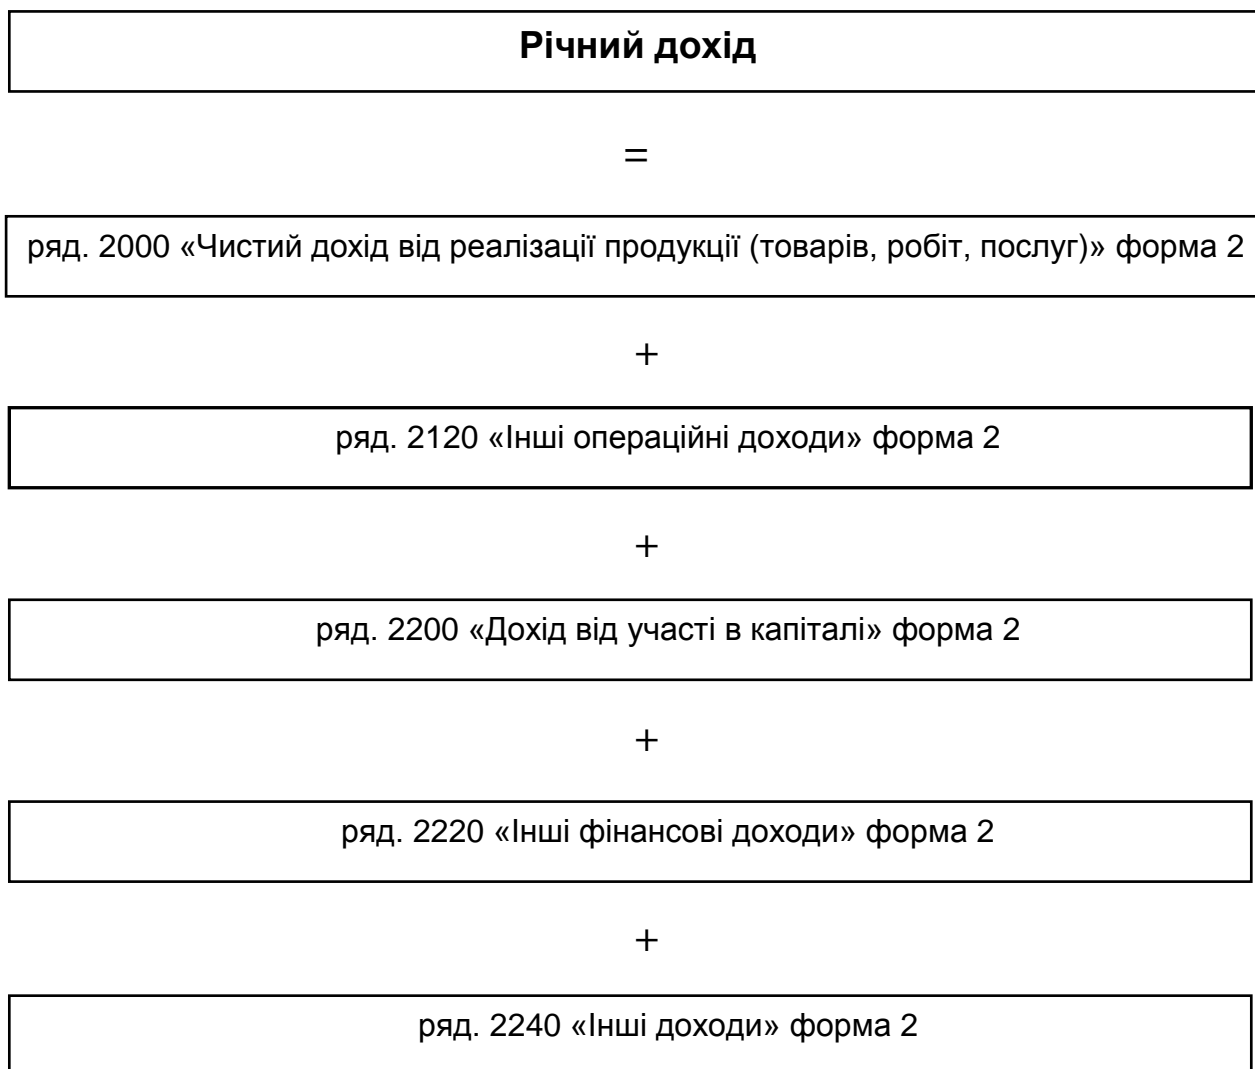 Річний дохід
=
ряд. 2000 «Чистий дохід від реалізації продукції (товарів, робіт, послуг)» форма 2
+
ряд. 2120 «Інші операційні доходи» форма 2
+
ряд. 2200 «Дохід від участі в капіталі» форма 2
+
ряд. 2220 «Інші фінансові доходи» форма 2
+
ряд. 2240 «Інші доходи» форма 2